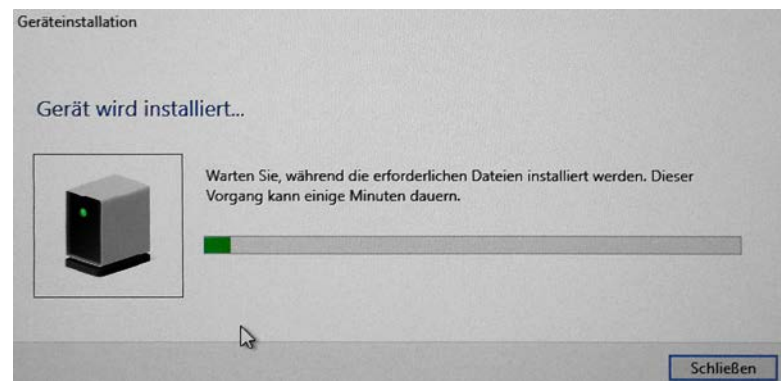 Geräteinstallation
Gerät wird installiert...
Warten Sie, während die erforderlichen Dateien installiert werden. Dieser
Vorgang kann einige Minuten dauern.
Schließen